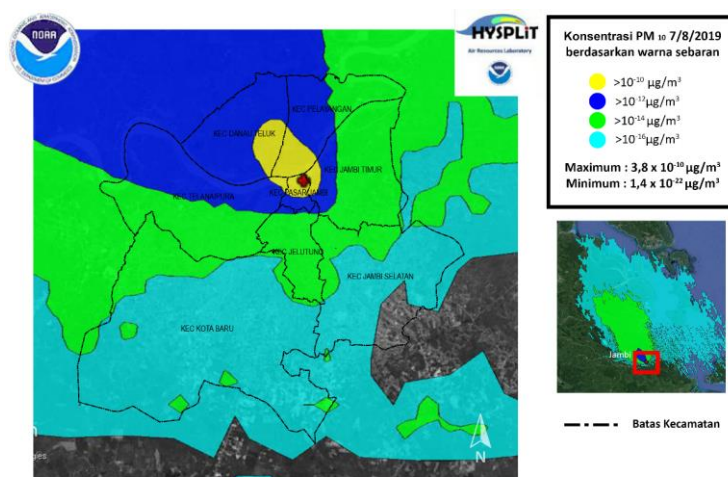 NOAA
HYSPLiT
Air Resources Laboratory
Konsentrasi PM 10 7/8/2019
berdasarkan warna sebaran
>10⁻¹⁰ µg/m³
>10⁻¹² µg/m³
>10⁻¹⁴ µg/m³
>10⁻¹⁶ µg/m³
Maximum : 3,8 x 10⁻¹⁰ µg/m³
Minimum : 1,4 x 10⁻²² µg/m³
KEC PELAYANGAN
KEC DANAU TELUK
KEC JAMBI TIMUR
KEC PASAR JAMBI
KEC TELANAIPURA
KEC JELUTUNG
KEC JAMBI SELATAN
KEC KOTA BARU
N
Jambi
Batas Kecamatan